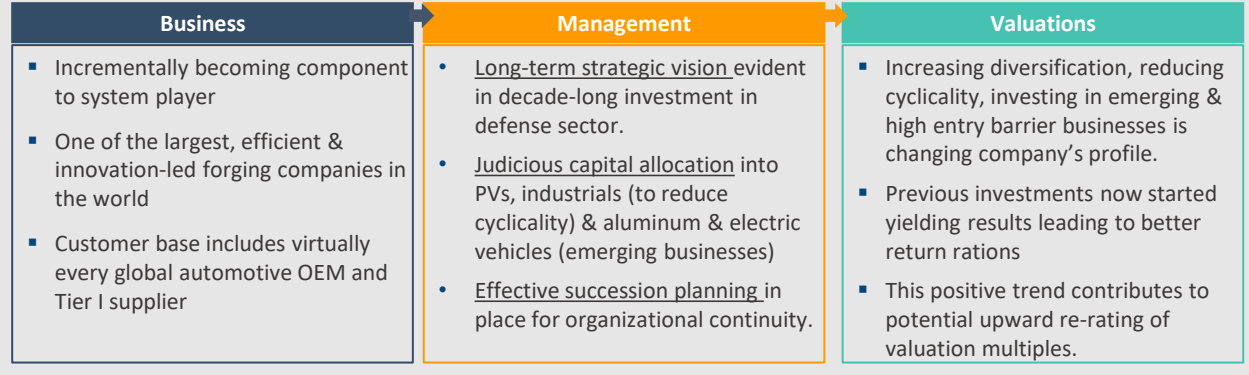 Business
▪ Incrementally becoming component
to system player
▪ One of the largest, efficient &
innovation-led forging companies in
the world
▪ Customer base includes virtually
every global automotive OEM and
Tier I supplier
Management
• Long-term strategic vision evident
in decade-long investment in
defense sector.
• Judicious capital allocation into
PVs, industrials (to reduce
cyclicality) & aluminum & electric
vehicles (emerging businesses)
• Effective succession planning in
place for organizational continuity.
Valuations
▪ Increasing diversification, reducing
cyclicality, investing in emerging &
high entry barrier businesses is
changing company’s profile.
▪ Previous investments now started
yielding results leading to better
return rations
▪ This positive trend contributes to
potential upward re-rating of
valuation multiples.